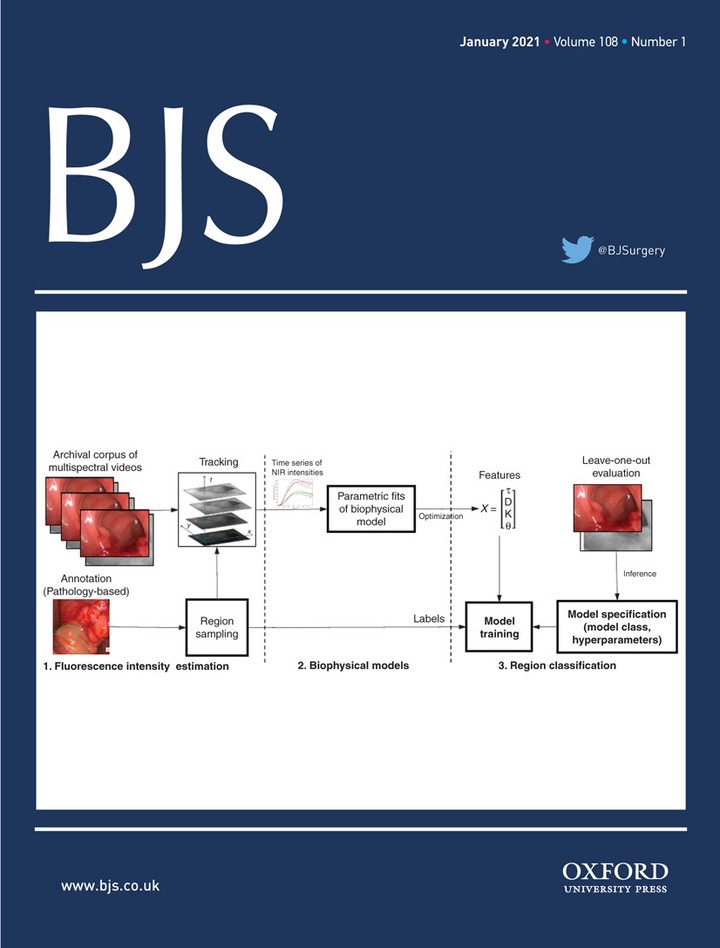 January 2021 • Volume 108 • Number 1
BJS
@BJSurgery
Archival corpus of
multispectral videos
Tracking
t
y
x
Annotation
(Pathology-based)
Region
sampling
1. Fluorescence intensity estimation
Time series of
NIR intensities
Parametric fits
of biophysical
model
Optimization
Labels
2. Biophysical models
Features
X =
τ
D
K
θ
Leave-one-out
evaluation
Inference
Model
training
Model specification
(model class,
hyperparameters)
3. Region classification
www.bjs.co.uk
OXFORD
UNIVERSITY PRESS